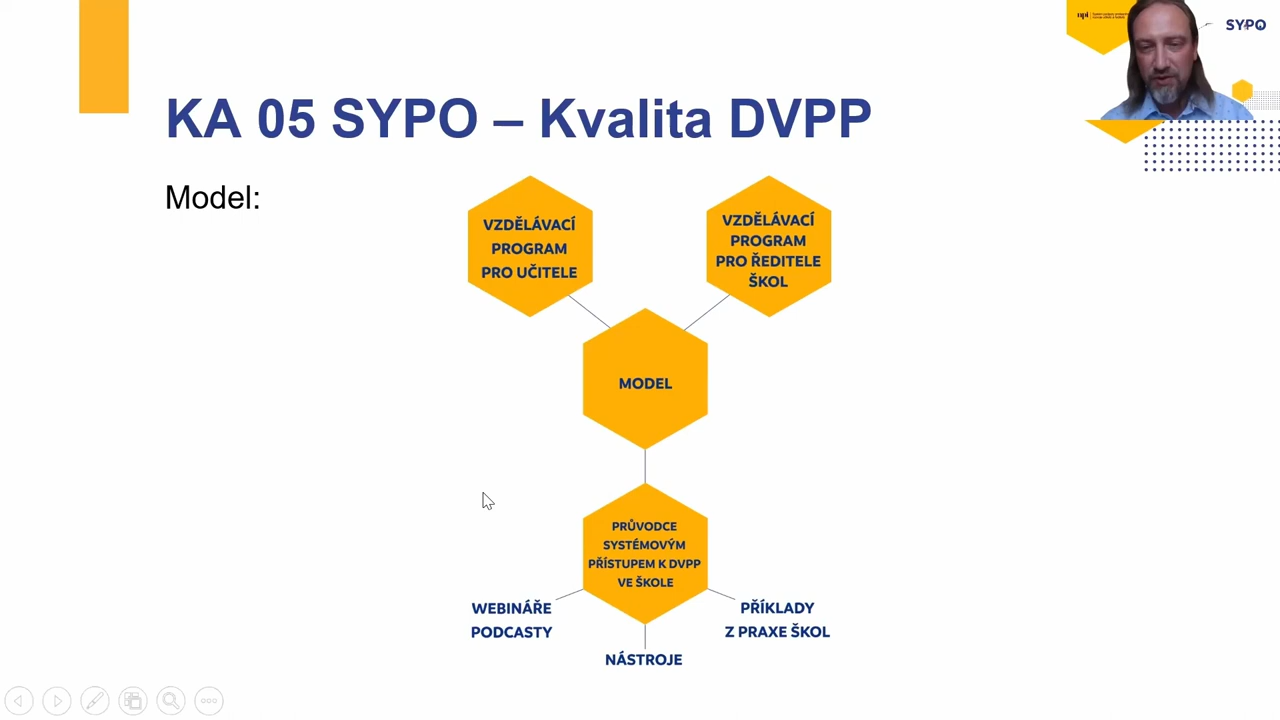 KA 05 SYPO – Kvalita DVPP
Model:
VZDĚLÁVACÍ
PROGRAM
PRO UČITELE
VZDĚLÁVACÍ
PROGRAM
PRO ŘEDITELE
ŠKOL
MODEL
PRŮVODCE
SYSTÉMOVÝM
PŘÍSTUPEM K DVPP
VE ŠKOLE
WEBINÁŘE
PODCASTY
NÁSTROJE
PŘÍKLADY
Z PRAXE ŠKOL
npi
SYPO